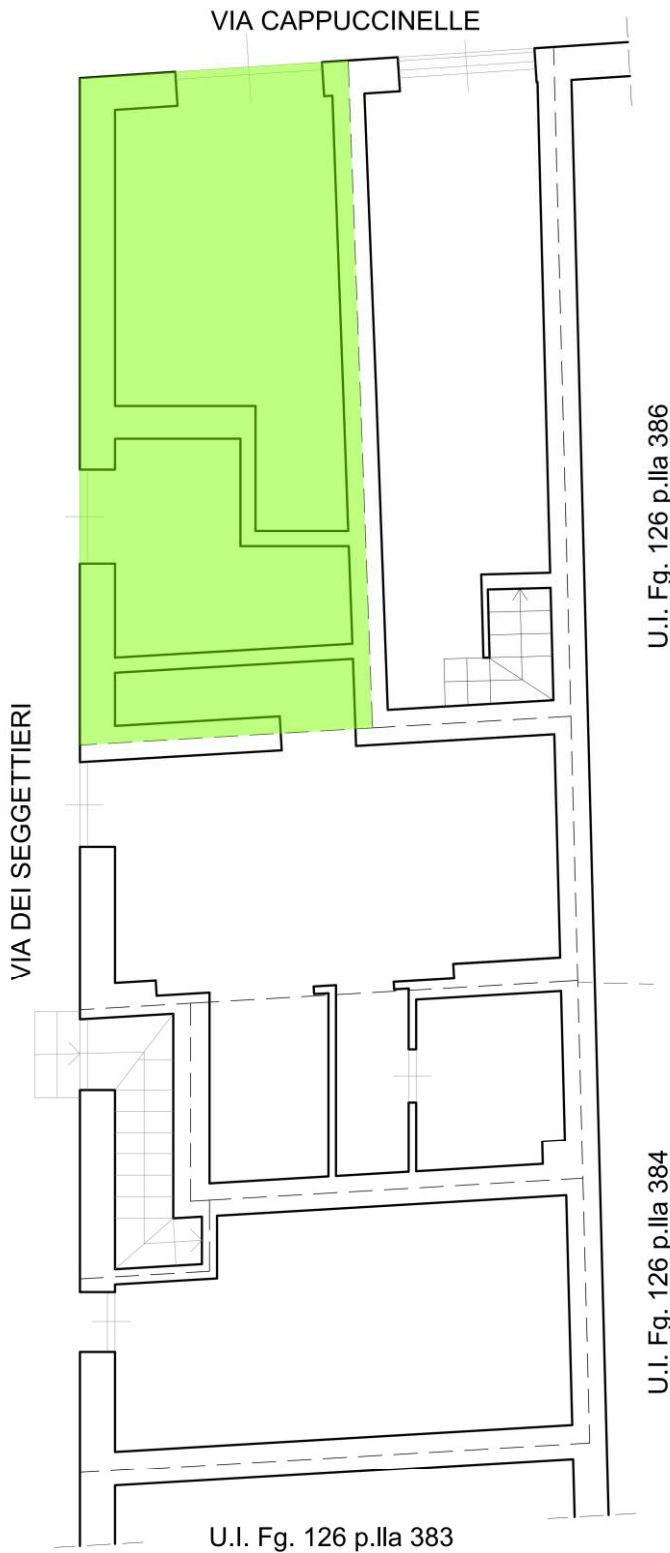 VIA CAPPUCCINELLE
U.I. Fg. 126 p.lla 386
VIA DEI SEGGETTIERI
U.I. Fg. 126 p.lla 384
U.I. Fg. 126 p.lla 383